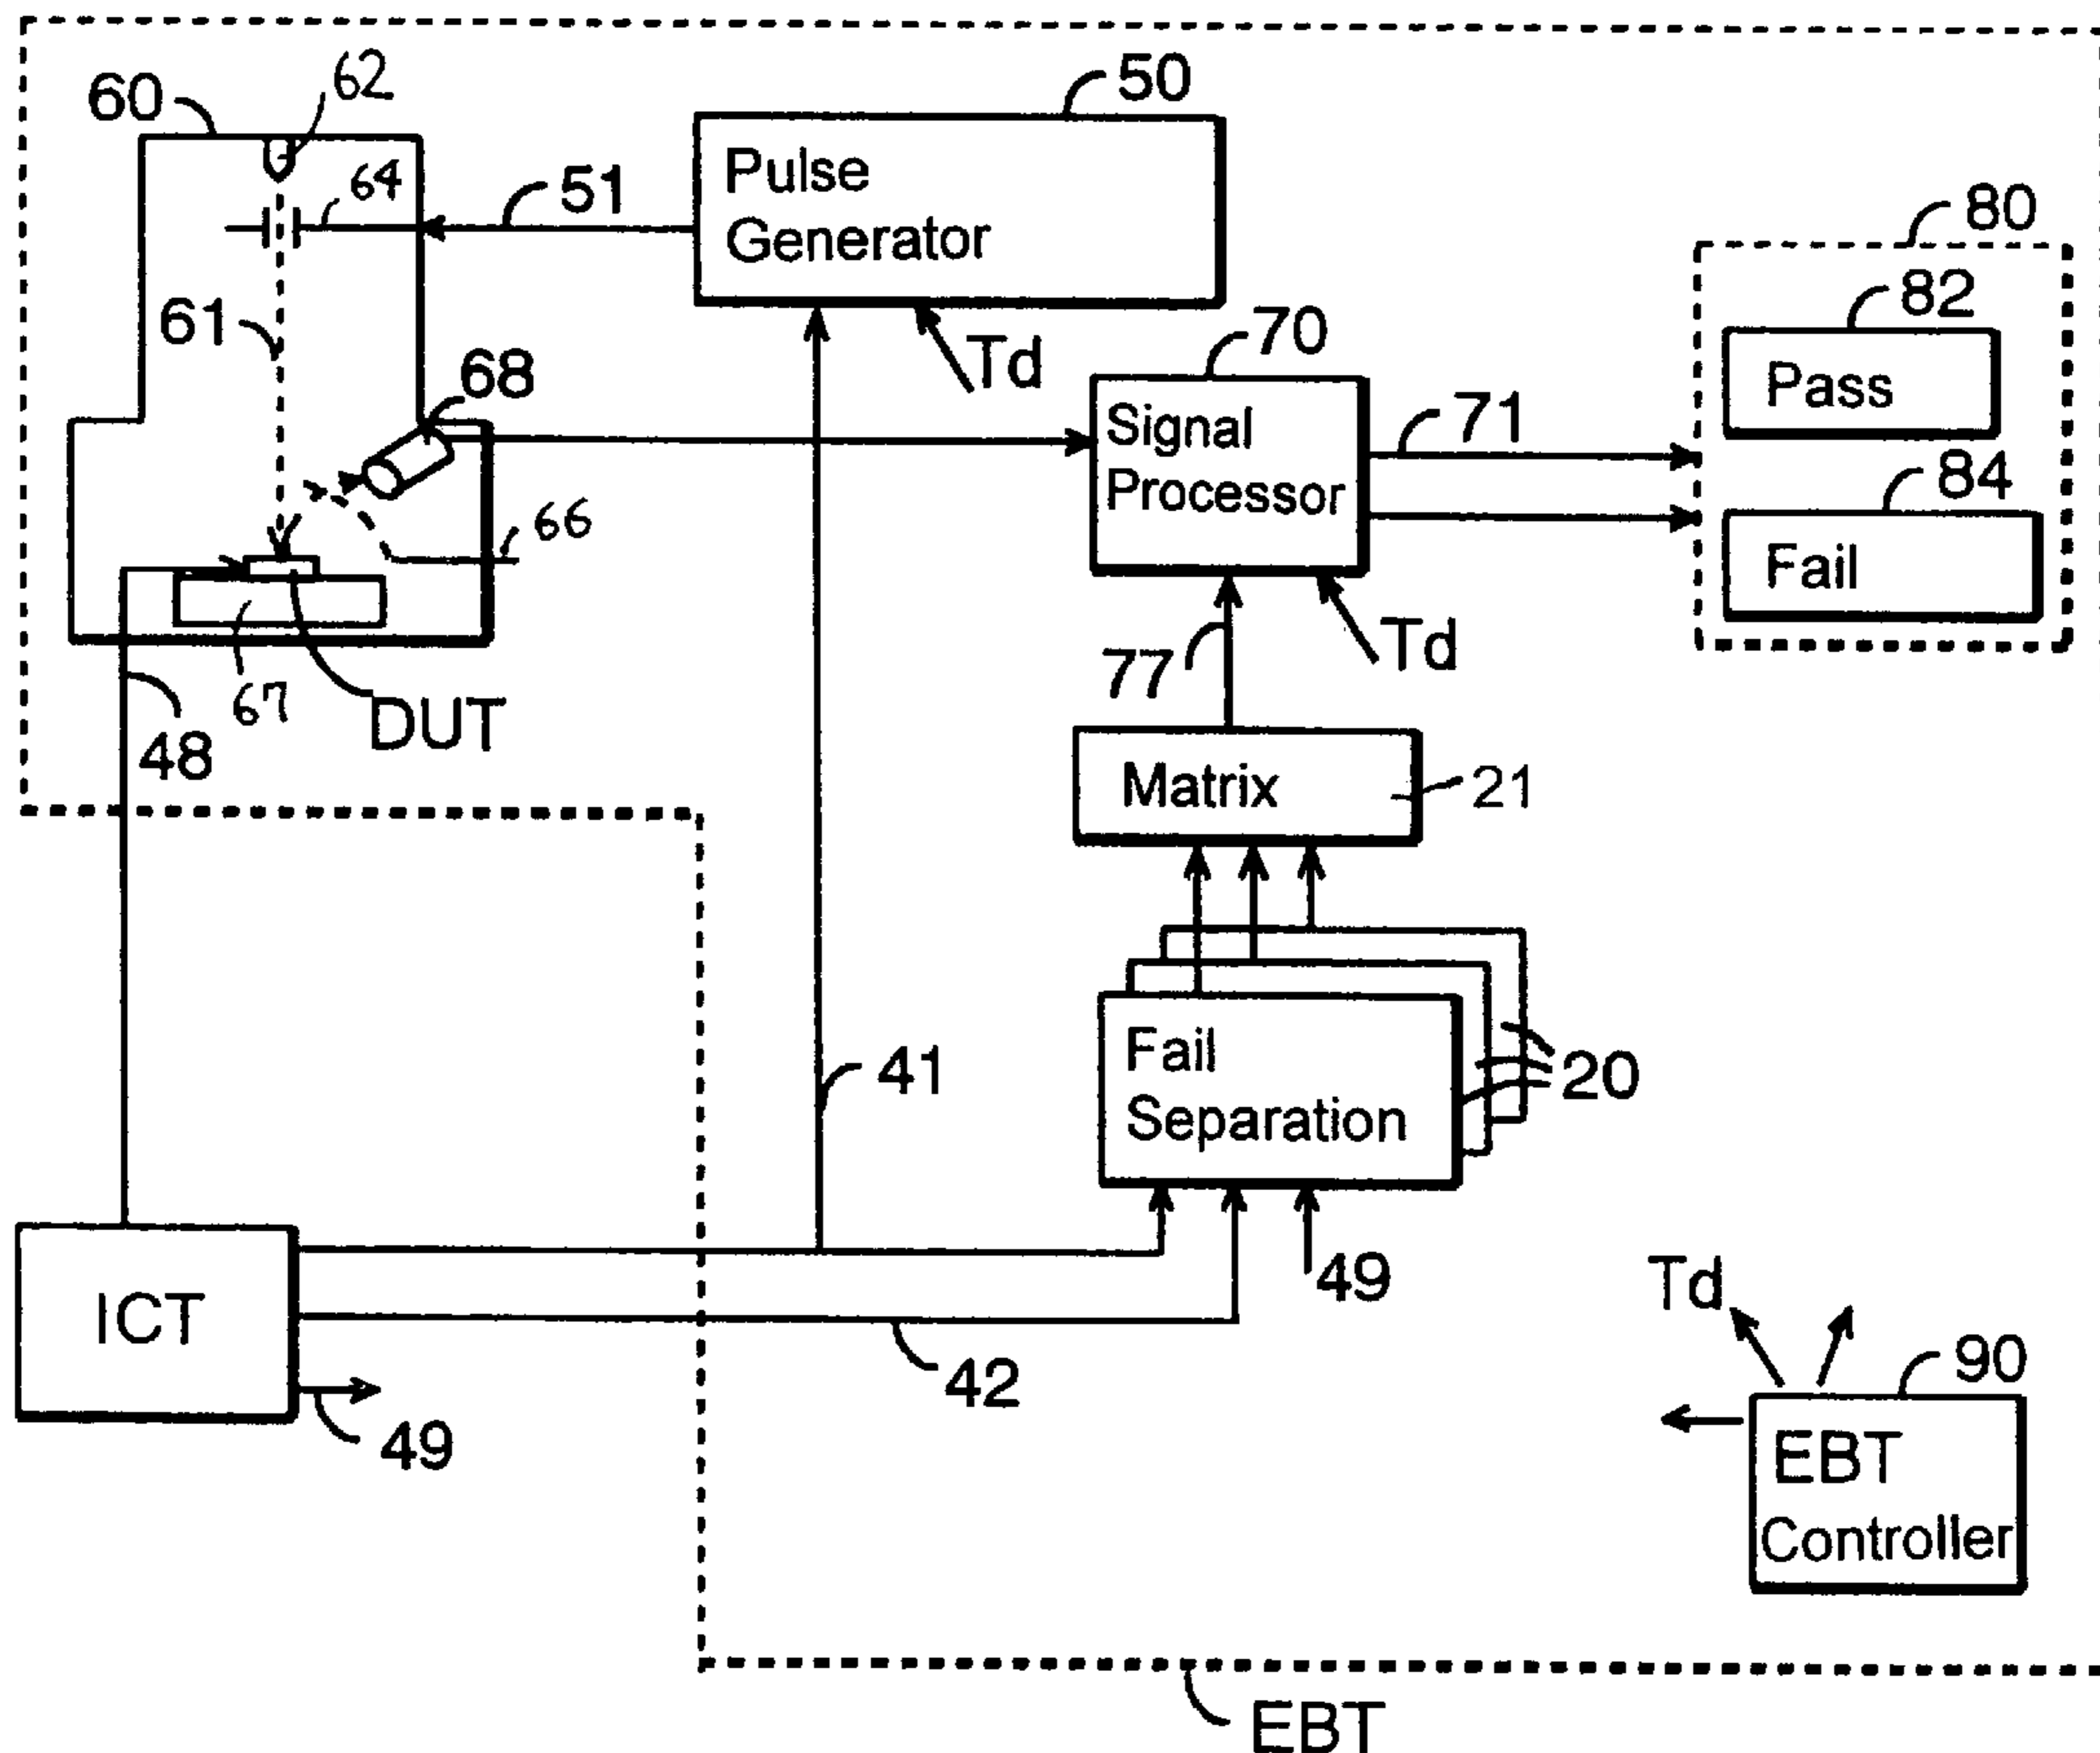 60
62
50
64
51
Pulse
Generator
80
82
61
Td
70
Pass
68
Signal
Processor
71
84
66
Fail
77
Td
67
DUT
48
Matrix
21
Fail
Separation
41
20
49
Td
ICT
42
90
49
EBT
Controller
EBT